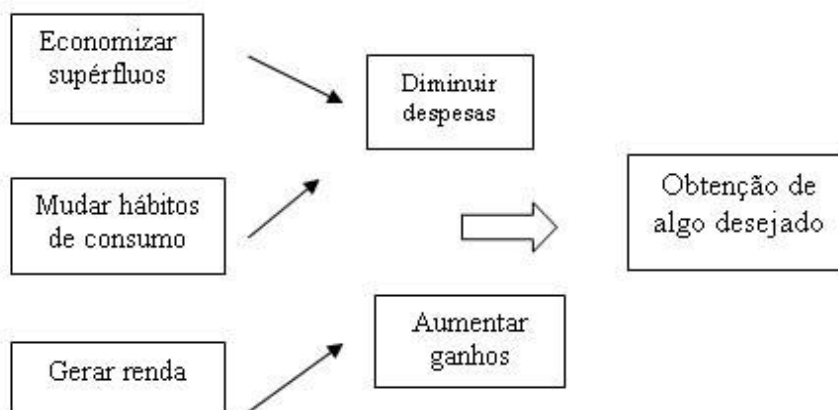 Economizar
supérfluos
Diminuir
despesas
Mudar hábitos
de consumo
Obtenção de
algo desejado
Aumentar
ganhos
Gerar renda